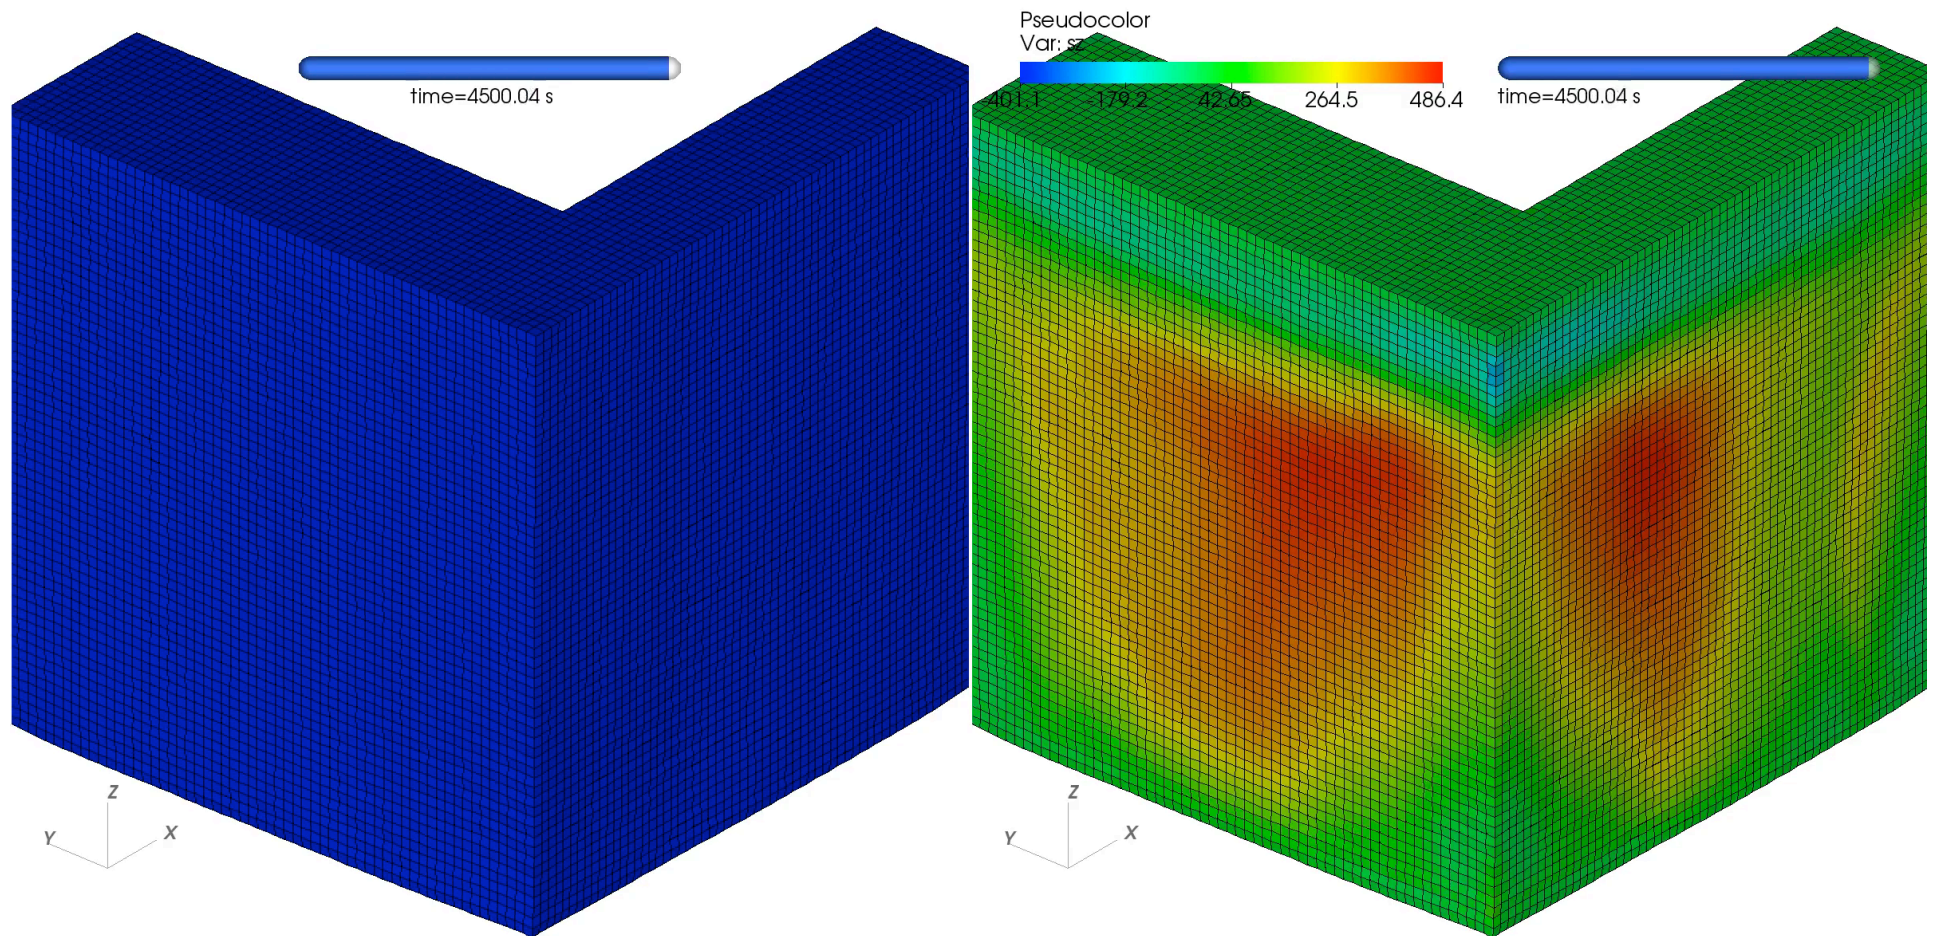 time=4500.04 s
Z
Y
X
Pseudocolor
Var: sz
-401.1 -179.2 42.65 264.5 486.4
time=4500.04 s
Z
Y
X